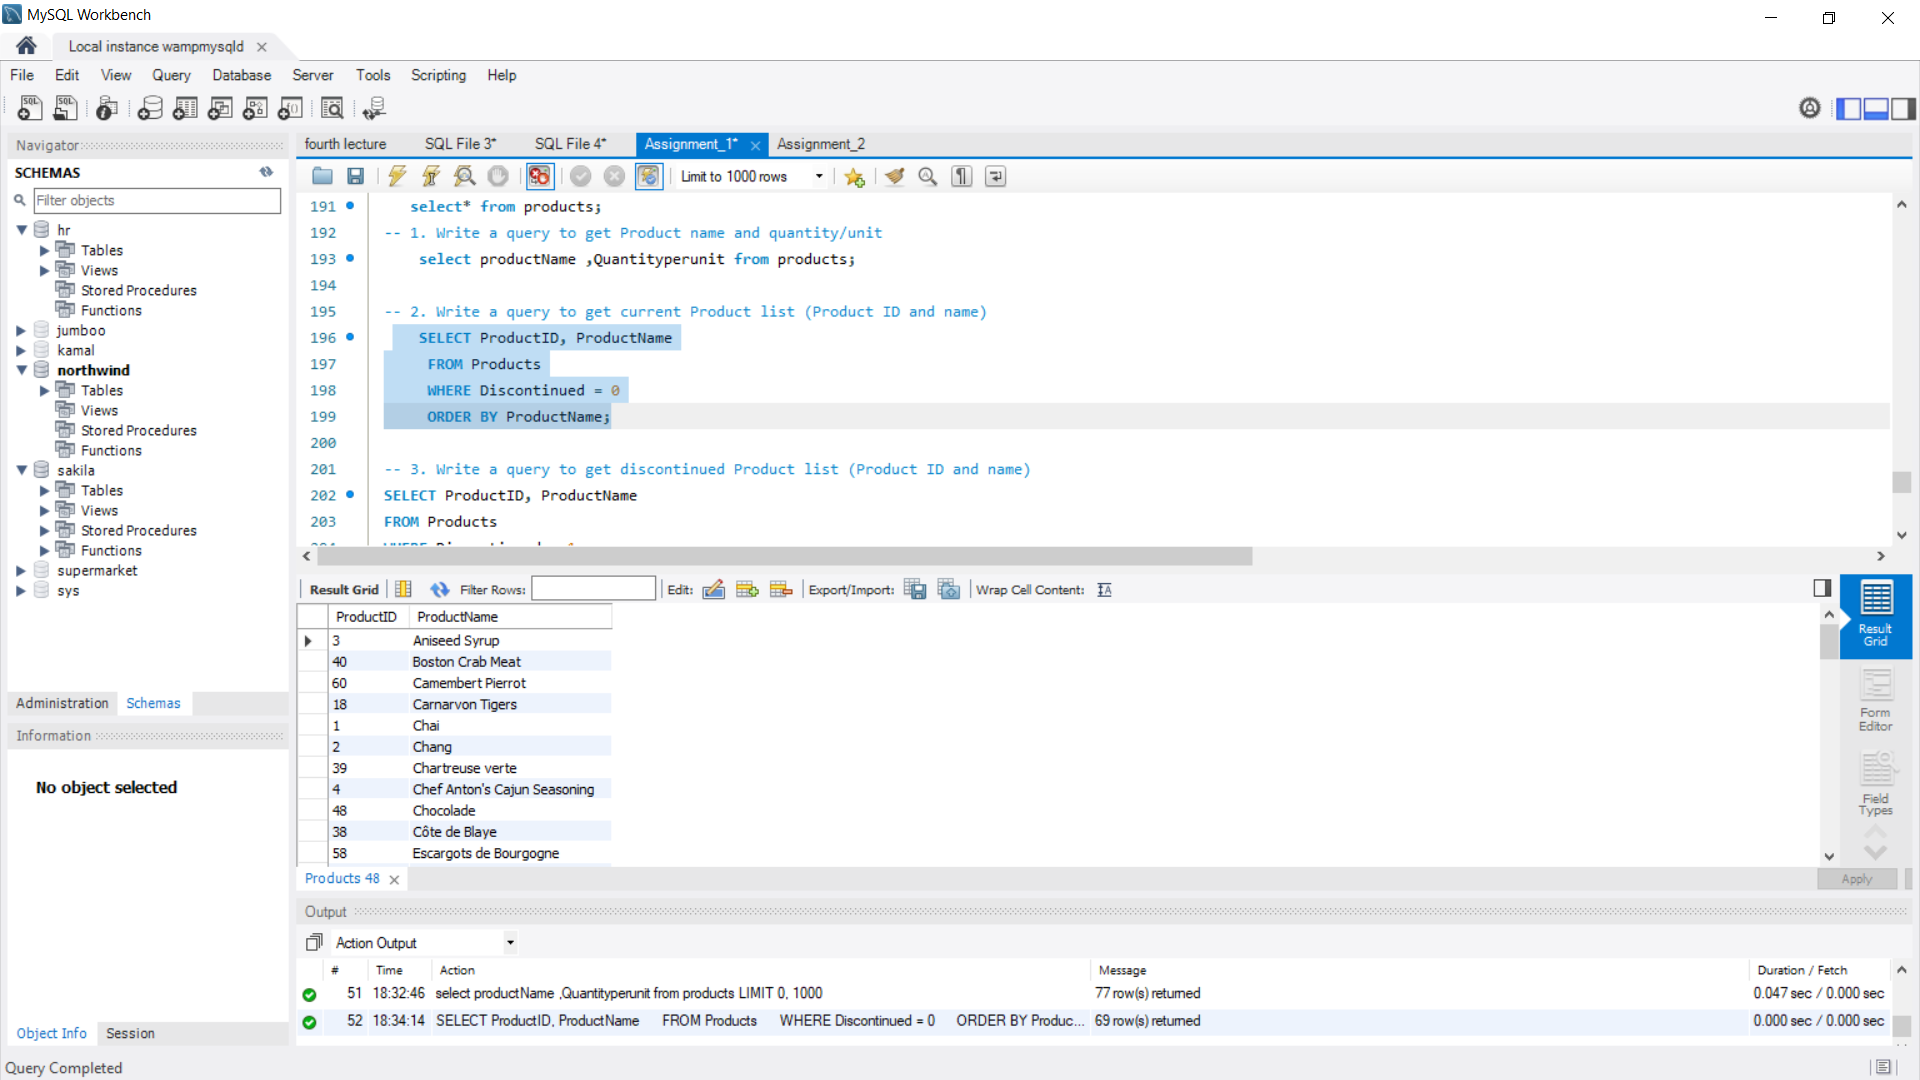 MySQL Workbench
Local instance wampmysqld
File Edit View Query Database Server Tools Scripting Help
Navigator
SCHEMAS
Filter objects
hr
Tables
Views
Stored Procedures
Functions
jumboo
kamal
northwind
Tables
Views
Stored Procedures
Functions
sakila
Tables
Views
Stored Procedures
Functions
supermarket
sys
Administration Schemas
Information
No object selected
Object Info Session
fourth lecture SQL File 3* SQL File 4* Assignment_1* Assignment_2
Limit to 1000 rows
191 select* from products;
192 -- 1. Write a query to get Product name and quantity/unit
193 select productName ,Quantityperunit from products;
194
195 -- 2. Write a query to get current Product list (Product ID and name)
196 SELECT ProductID, ProductName
197 FROM Products
198 WHERE Discontinued = 0
199 ORDER BY ProductName;
200
201 -- 3. Write a query to get discontinued Product list (Product ID and name)
202 SELECT ProductID, ProductName
203 FROM Products
Result Grid Filter Rows: Edit: Export/Import: Wrap Cell Content:
ProductID ProductName
3 Aniseed Syrup
40 Boston Crab Meat
60 Camembert Pierrot
18 Carnarvon Tigers
1 Chai
2 Chang
39 Chartreuse verte
4 Chef Anton's Cajun Seasoning
48 Chocolade
38 Côte de Blaye
58 Escargots de Bourgogne
Result
Grid
Form
Editor
Field
Types
Products 48
Apply
Output
Action Output
# Time Action Message Duration / Fetch
51 18:32:46 select productName ,Quantityperunit from products LIMIT 0, 1000 77 row(s) returned 0.047 sec / 0.000 sec
52 18:34:14 SELECT ProductID, ProductName FROM Products WHERE Discontinued = 0 ORDER BY Produc... 69 row(s) returned 0.000 sec / 0.000 sec
Query Completed